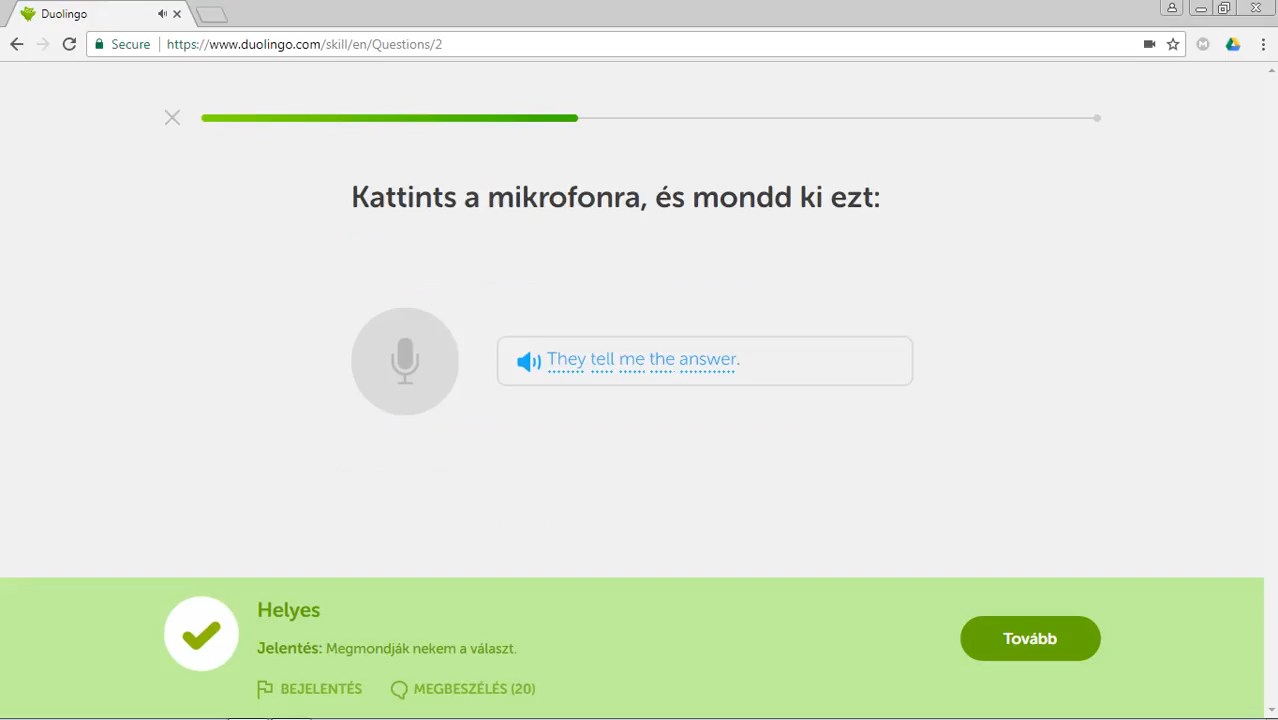 Duolingo
Secure https://www.duolingo.com/skill/en/Questions/2
Kattints a mikrofonra, és mondd ki ezt:
They tell me the answer.
Helyes
Jelentés: Megmondják nekem a választ.
BEJELENTÉS MEGBESZÉLÉS (20)
Tovább